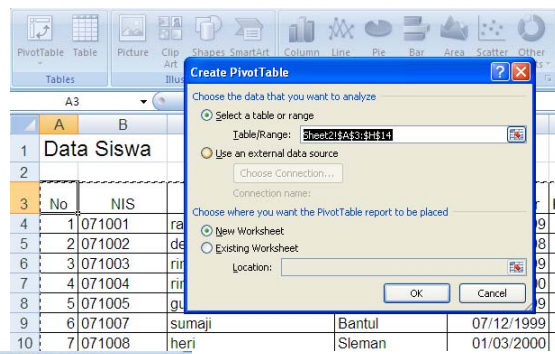 PivotTable Table Picture Clip Art Shapes SmartArt Column Line Pie Bar Area Scatter Other
Tables
Create PivotTable
Choose the data that you want to analyze
Select a table or range
Table/Range: Sheet2!$A$3:$H$14
Use an external data source
Choose Connection...
Connection name:
Choose where you want the PivotTable report to be placed
New Worksheet
Existing Worksheet
Location:
OK Cancel
A3
A B
1 Data Siswa
2
3 No NIS
4 1 071001 ra
5 2 071002 de
6 3 071003 rir
7 4 071004 rir
8 5 071005 gu
9 6 071007 sumaji Bantul 07/12/1999
10 7 071008 heri Sleman 01/03/2000